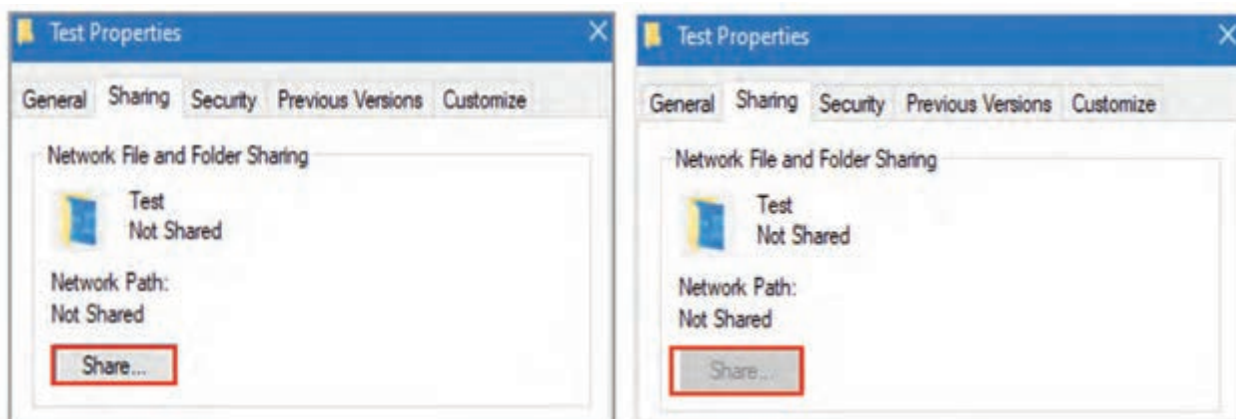 Test Properties
General Sharing Security Previous Versions Customize
Network File and Folder Sharing
Test
Not Shared
Network Path:
Not Shared
Share...
Test Properties
General Sharing Security Previous Versions Customize
Network File and Folder Sharing
Test
Not Shared
Network Path:
Not Shared
Share...